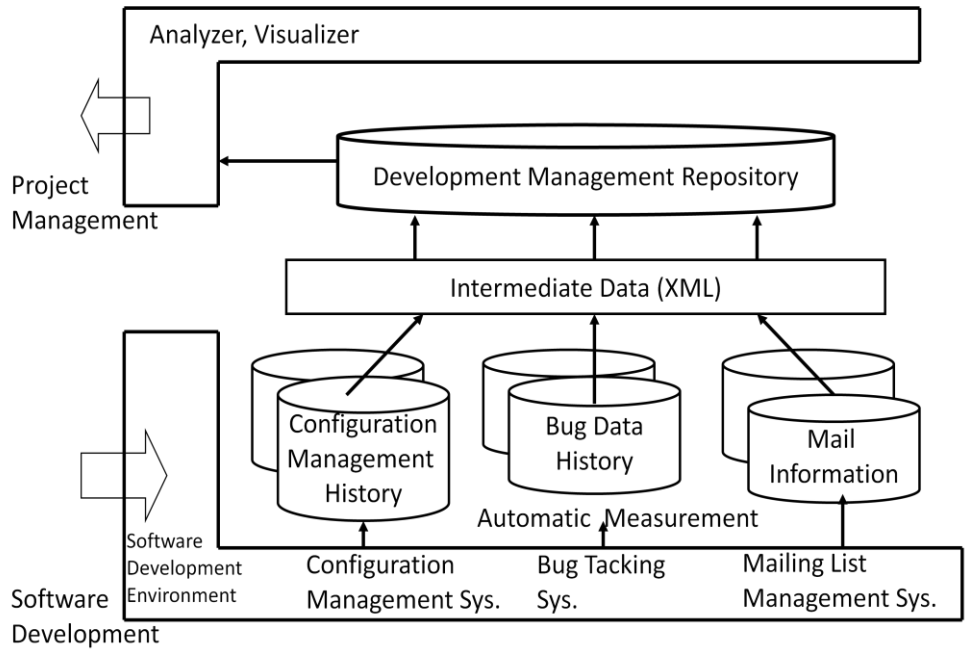 Analyzer, Visualizer
Project
Management
Development Management Repository
Intermediate Data (XML)
Configuration
Management
History
Bug Data
History
Mail
Information
Automatic Measurement
Software
Development
Environment
Configuration
Management Sys.
Bug Tacking
Sys.
Mailing List
Management Sys.
Software
Development